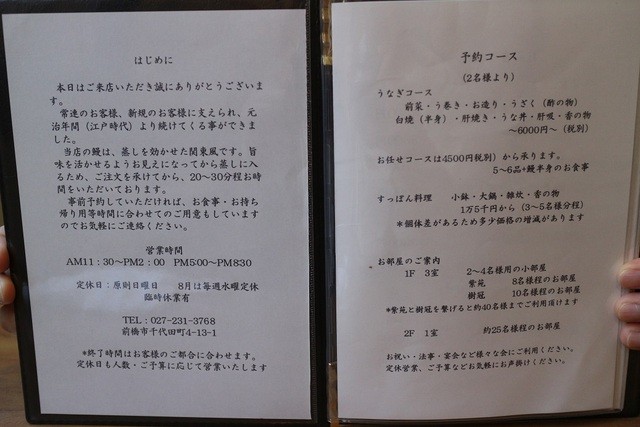 はじめに
本日はご来店いただき誠にありがとうございま
す。
常連のお客様、新規のお客様に支えられ、元
治年間（江戸時代）より続けてくる事ができま
した。
当店の鰻は、蒸しを効かせた関東風です。旨
味を活かせるようお見えになってから蒸しに入
るため、ご注文を承けてから、20～30分程お時
間をいただいております。
事前予約していただければ、お食事・お持ち
帰り用等時間に合わせてのご用意もしています
のでお気軽にご連絡ください。
営業時間
AM11：30～PM2：00 PM5:00～PM8:30
定休日：原則日曜日 8月は毎週水曜定休
臨時休業有
TEL：027-231-3768
前橋市千代田町4-13-1
*終了時間はお客様のご都合に合わせます。
定休日も人数・ご予算に応じて営業いたします
予約コース
（2名様より）
うなぎコース
前菜・う巻き・お造り・うざく（酢の物）
白焼（半身）・肝焼き・うな丼・肝吸・香の物
～6000円～（税別）
お任せコースは4500円税別）から承ります。
5～6品+鰻半身のお食事
すっぽん料理 小鉢・大鍋・雑炊・香の物
1万5千円から（3～5名様分程）
*個体差があるため多少価格の増減があります
お部屋のご案内
1F 3室 2～4名様用の小部屋
紫苑 8名様程のお部屋
樹冠 10名様程のお部屋
*紫苑と樹冠を繋げると約40名様までご利用頂けます
2F 1室 約25名様程のお部屋
お祝い・法事・宴会など様々な会にご利用ください。
定休営業、ご予算などお気軽にお声掛けください。